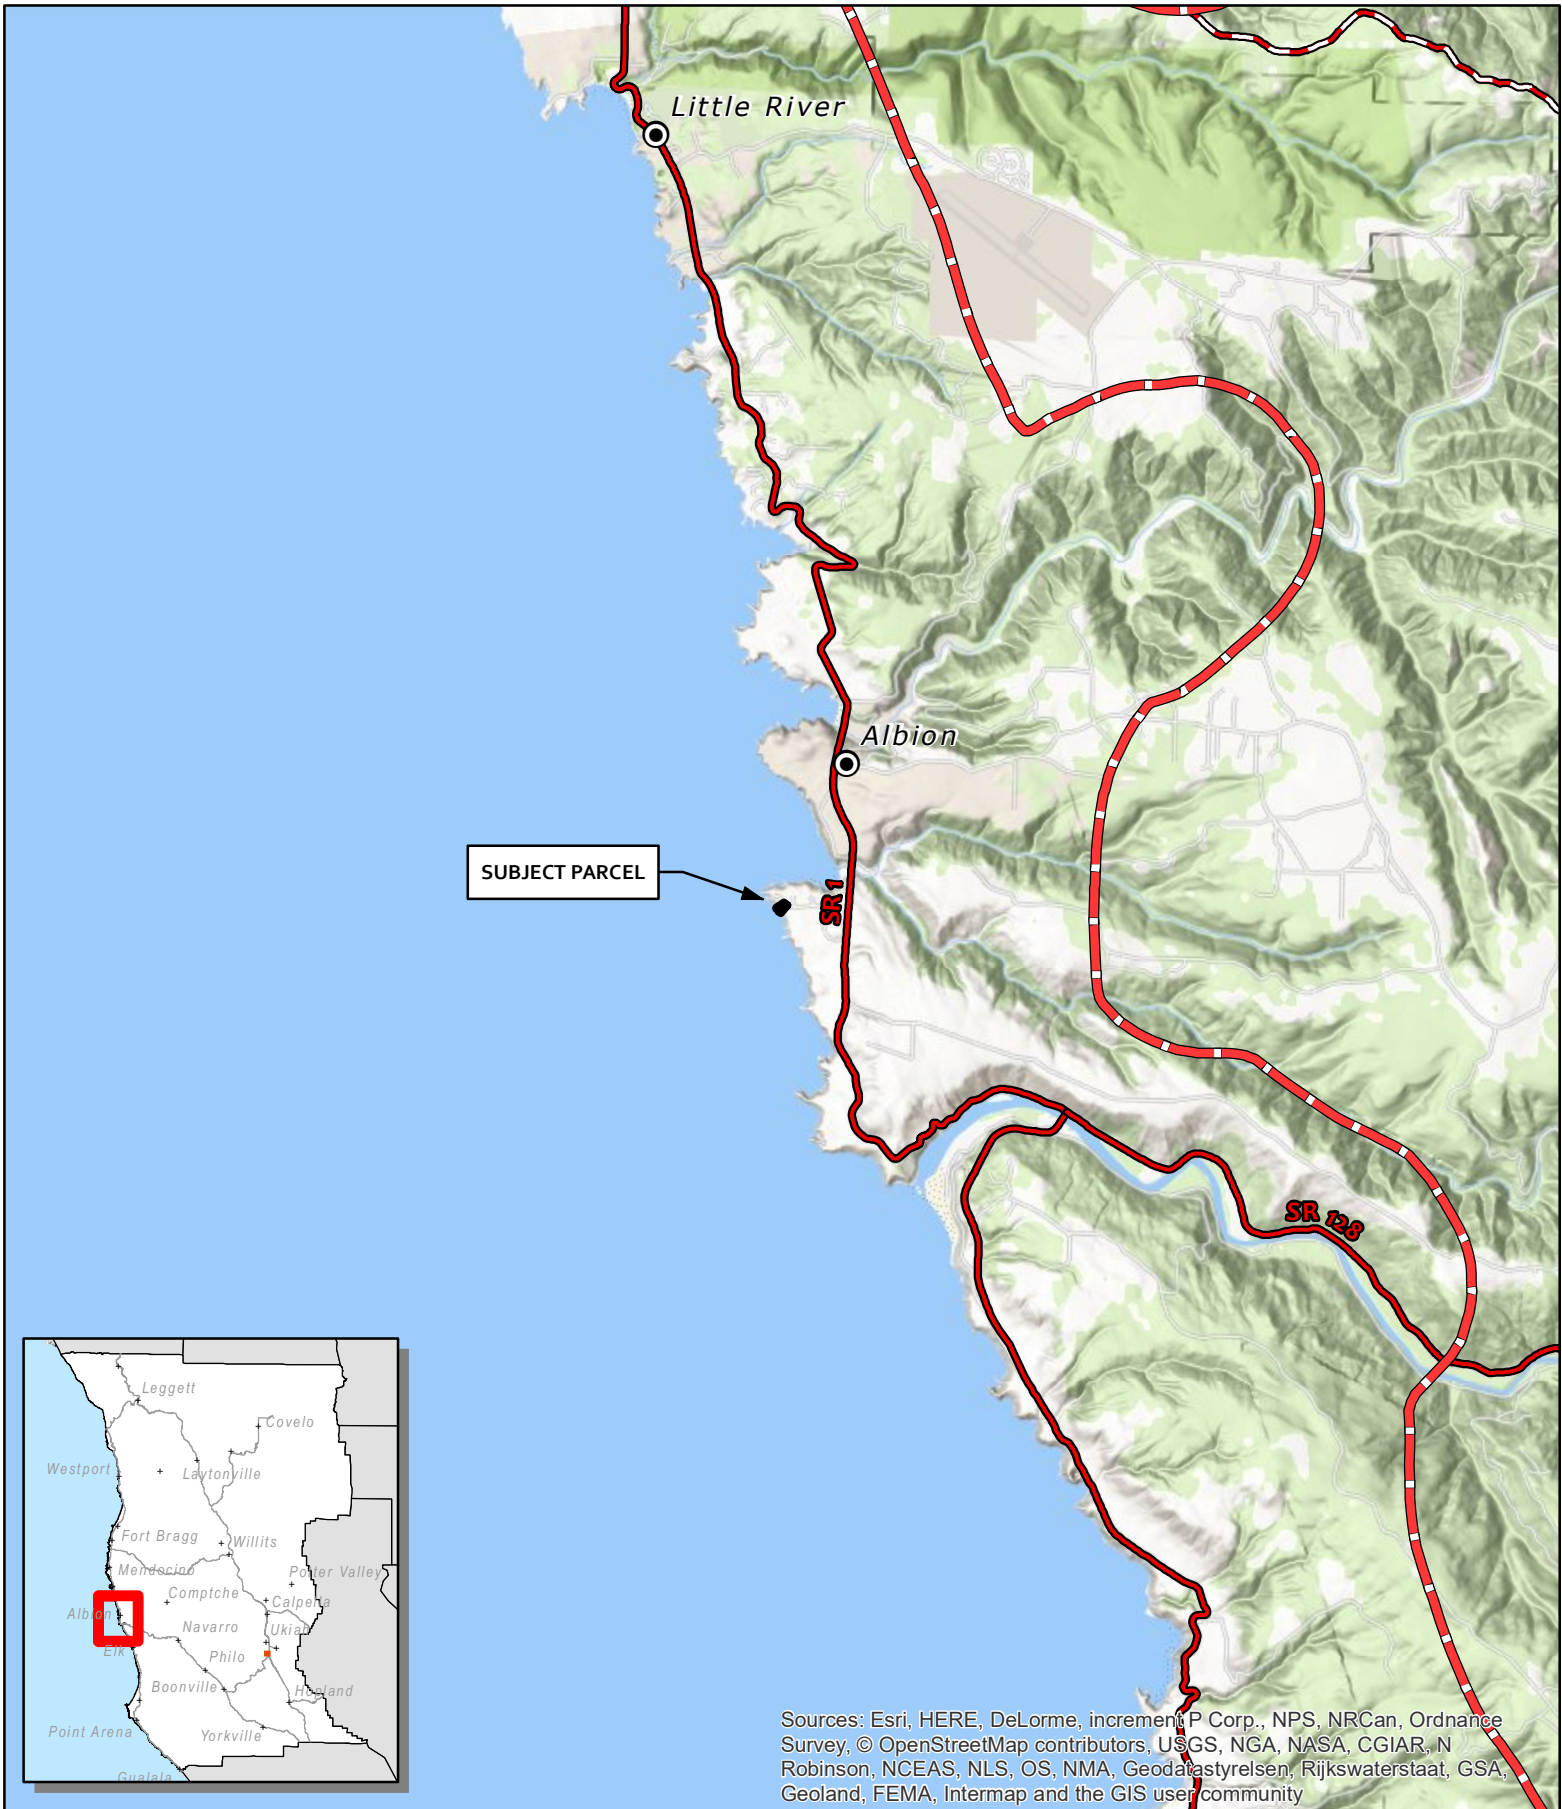 Little River
Albion
SUBJECT PARCEL
SR 1
SR 128
Leggett
Covelo
Westport
Laytonville
Fort Bragg
Willits
Mendocino
Potter Valley
Comptche
Calpella
Albion
Navarro
Ukiah
Elk
Philo
Boonville
Hopland
Point Arena
Yorkville
Gualala
Sources: Esri, HERE, DeLorme, increment P Corp., NPS, NRCan, Ordnance
Survey, © OpenStreetMap contributors, USGS, NGA, NASA, CGIAR, N
Robinson, NCEAS, NLS, OS, NMA, Geodatastyrelsen, Rijkswaterstaat, GSA,
Geoland, FEMA, Intermap and the GIS user community